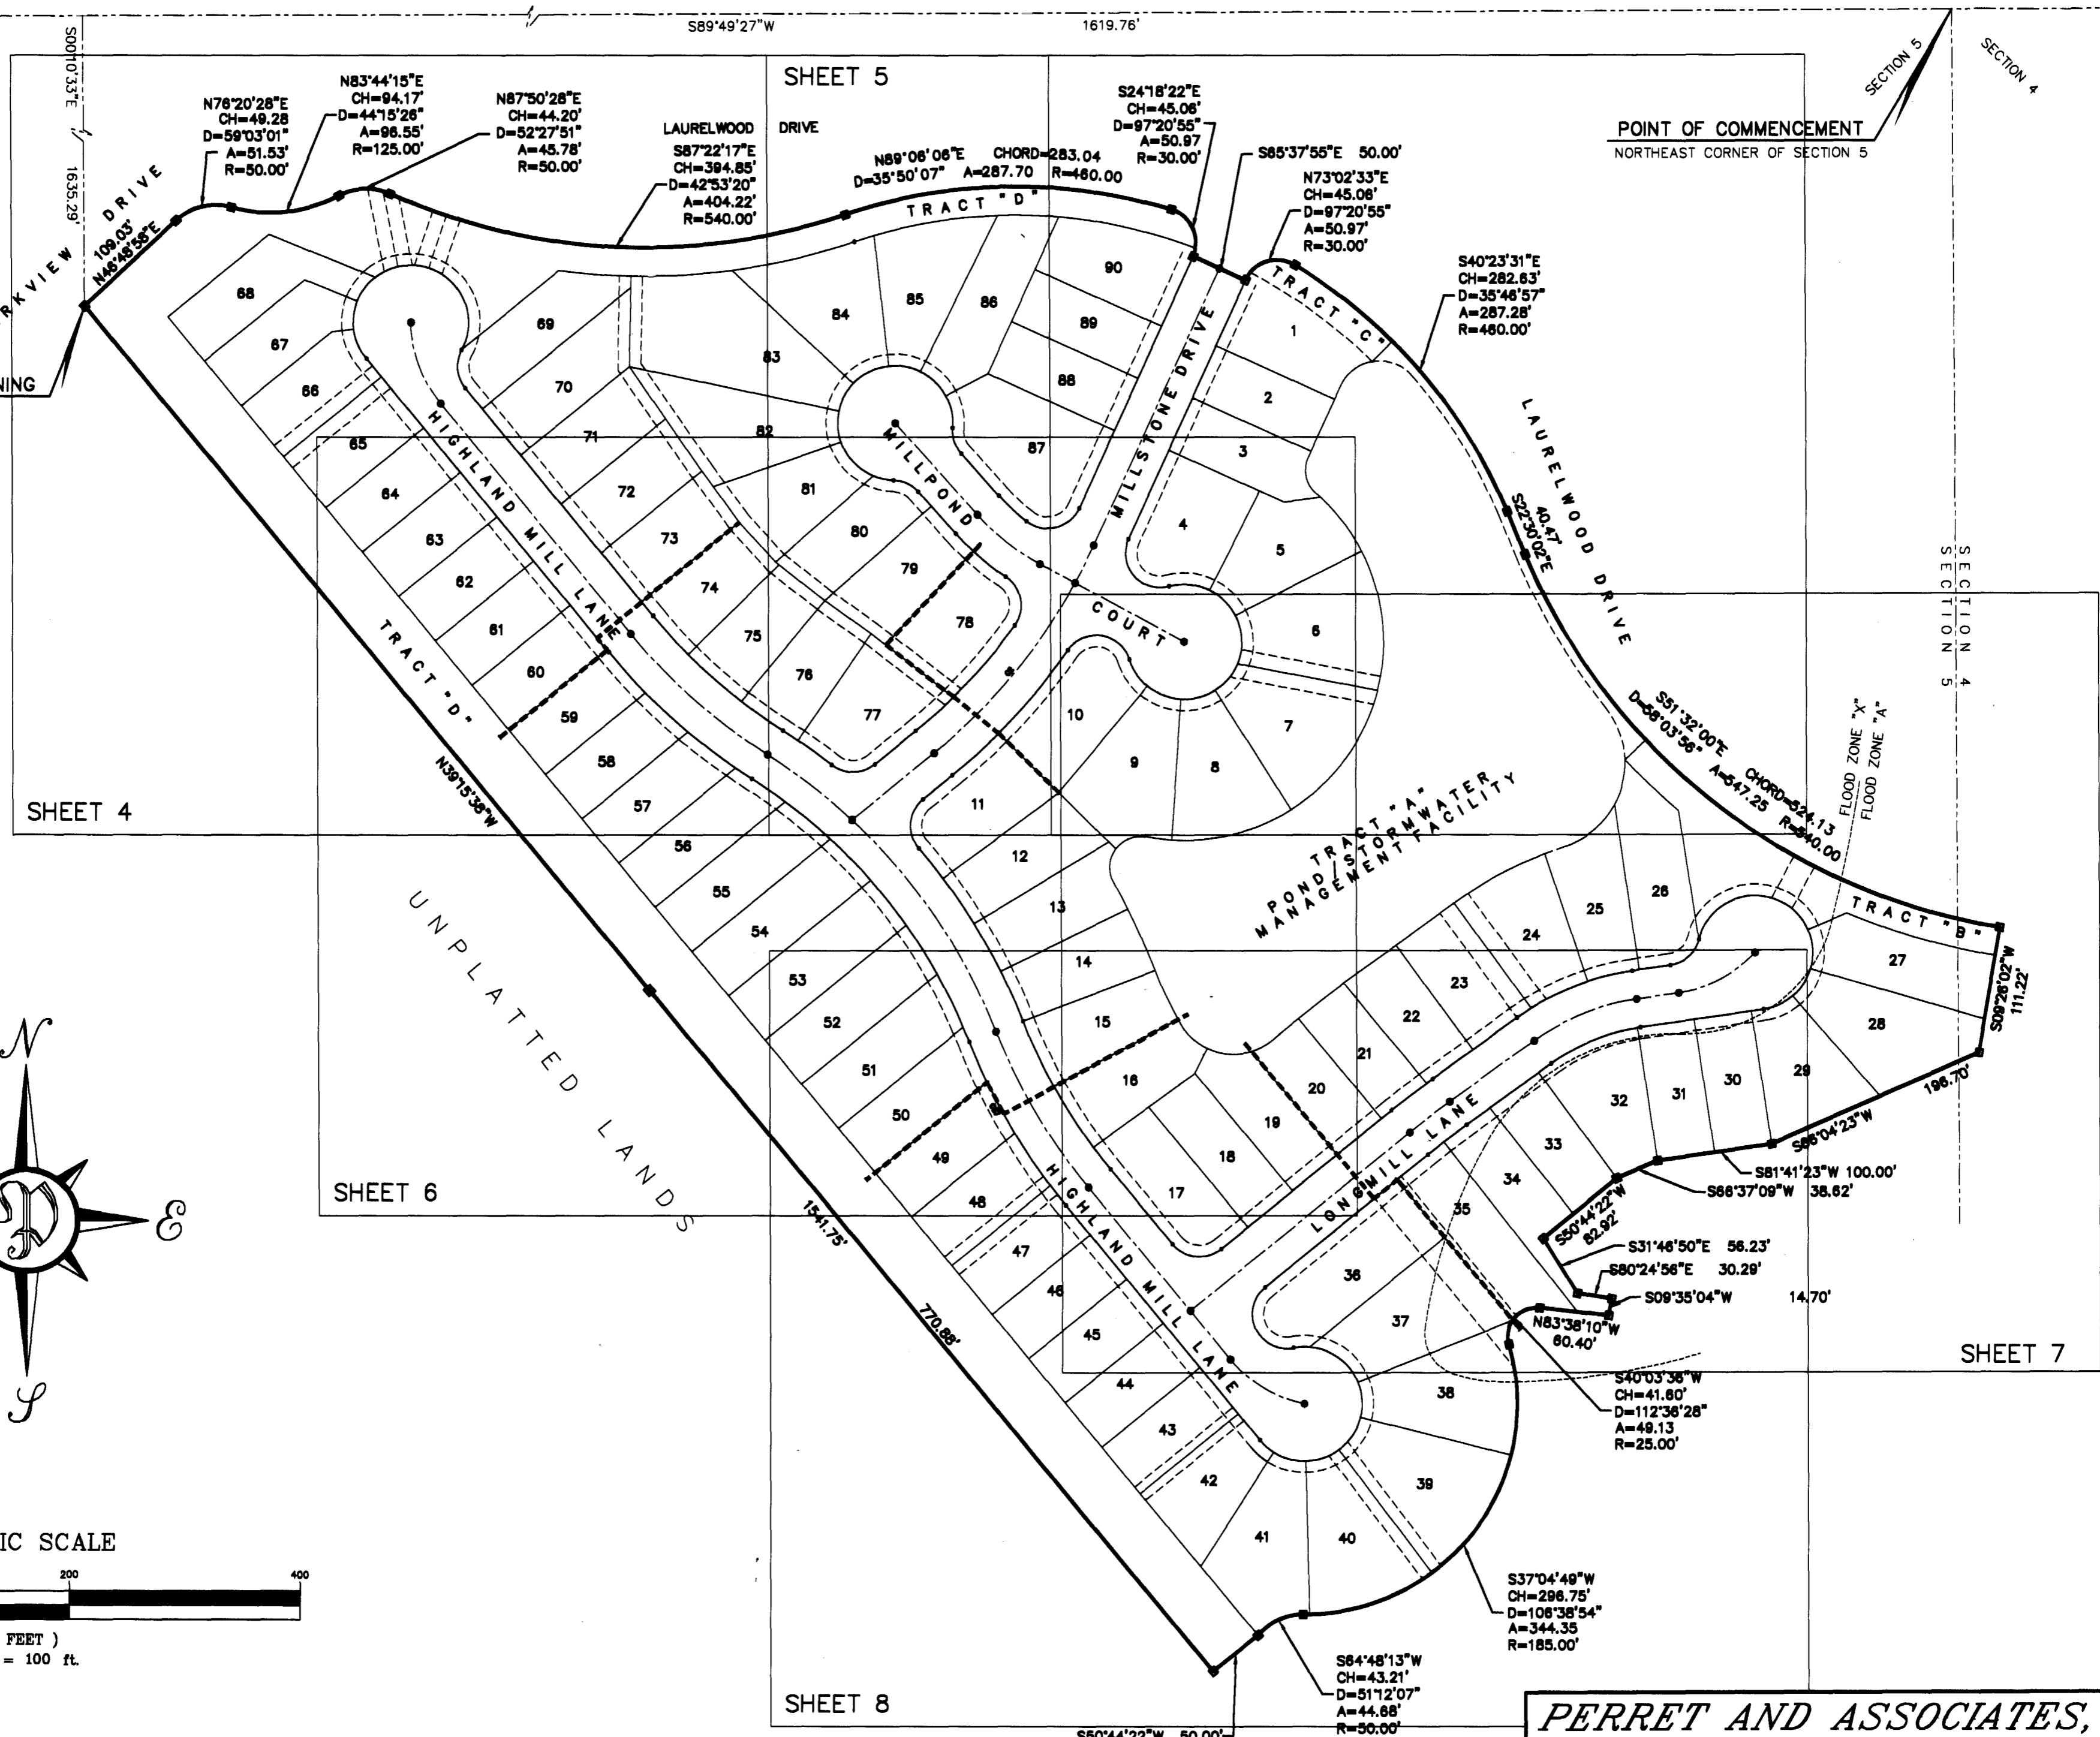 S89°49'27"W
1619.76'
S00°10'33"E
1635.29'
SHEET 5
SECTION 5
SECTION 4
POINT OF COMMENCEMENT
NORTHEAST CORNER OF SECTION 5
N76°20'28"E
CH=49.28
D=59°03'01"
A=51.53'
R=50.00'
N83°44'15"E
CH=94.17'
D=44°15'26"
A=96.55'
R=125.00'
N87°50'28"E
CH=44.20'
D=52°27'51"
A=45.78'
R=50.00'
LAURELWOOD DRIVE
S87°22'17"E
CH=394.85'
D=42°53'20"
A=404.22'
R=540.00'
N89°06'06"E CHORD=283.04
D=35°50'07" A=287.70 R=460.00
S24°18'22"E
CH=45.06'
D=97°20'55"
A=50.97
R=30.00'
S65°37'55"E 50.00'
N73°02'33"E
CH=45.06'
D=97°20'55"
A=50.97'
R=30.00'
S40°23'31"E
CH=282.63'
D=35°46'57"
A=287.28'
R=460.00'
RKVIEW DRIVE
109.03'
N46°48'58"E
NING
TRACT "D"
TRACT "C"
68
67
66
65
64
63
62
61
60
59
58
57
56
55
54
53
52
51
50
49
48
47
46
45
44
43
42
41
40
39
38
37
36
35
34
33
32
31
30
29
28
27
26
25
24
23
22
21
20
19
18
17
16
15
14
13
12
11
10
9
8
7
6
5
4
3
2
1
90
89
88
87
86
85
84
83
82
81
80
79
78
77
76
75
74
73
72
71
70
69
HIGHLAND MILL LANE
MILLPOND COURT
MILLSTONE DRIVE
LAURELWOOD DRIVE
40.47'
S22°30'02"E
SECTION 4
SECTION 5
S51°32'00"E CHORD=524.13
D=58°03'56" A=547.25 R=540.00
FLOOD ZONE "X"
FLOOD ZONE "A"
TRACT "D"
N39°15'38"W
SHEET 4
TRACT "A"
POND/STORMWATER
MANAGEMENT FACILITY
TRACT "B"
S09°26'02"W
111.22'
UNPLATTED LANDS
N
E
S
SHEET 6
1541.75'
770.88'
HIGHLAND MILL LANE
LONGMILL LANE
196.70'
S66°04'23"W
S81°41'23"W 100.00'
S66°37'09"W 38.62'
S50°44'22"W
82.92'
S31°46'50"E 56.23'
S80°24'56"E 30.29'
S09°35'04"W 14.70'
N83°38'10"W
60.40'
SHEET 7
S40°03'36"W
CH=41.60'
D=112°36'28"
A=49.13
R=25.00'
IC SCALE
200
400
FEET )
= 100 ft.
S37°04'49"W
CH=296.75'
D=106°38'54"
A=344.35
R=185.00'
S64°48'13"W
CH=43.21'
D=51°12'07"
A=44.68'
R=50.00'
SHEET 8
S50°44'22"W 50.00'
PERRET AND ASSOCIATES,